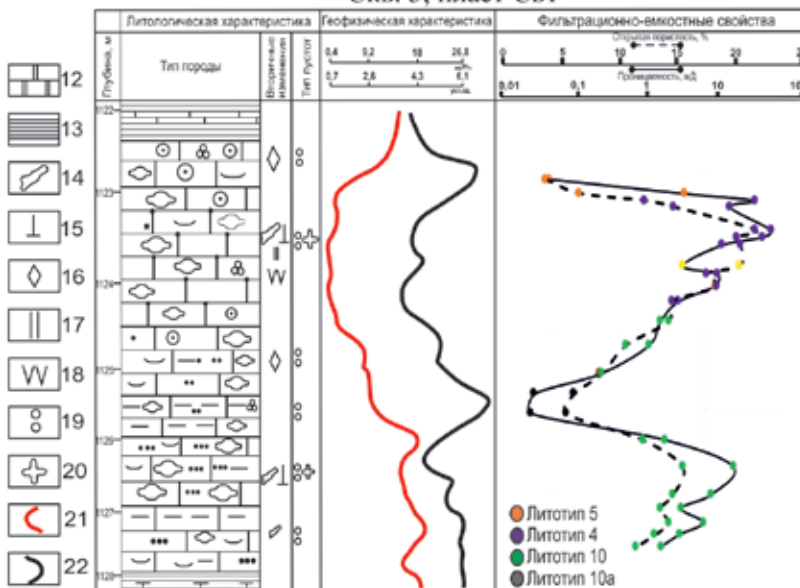 Литологическая характеристика
Геофизическая характеристика
Фильтрационно-емкостные свойства
Глубина, м
Тип породы
Вторичные изменения
Тип пустот
0,4 9,2 18 26,8
0,7 2,6 4,3 6,1
Открытая пористость, %
0 5 10 15 20
Проницаемость, мД
0,01 0,1 1 10
12
13
14
15
16
17
18
19
20
21
22
1122
1123
1124
1125
1126
1127
1128
W
W
Литотип 5
Литотип 4
Литотип 10
Литотип 10а